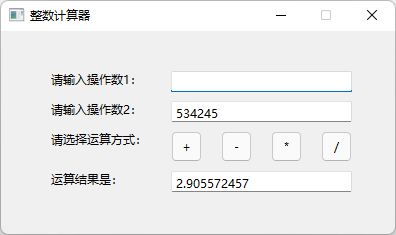 整数计算器
请输入操作数1：
请输入操作数2： 534245
请选择运算方式： + - * /
运算结果是： 2.905572457